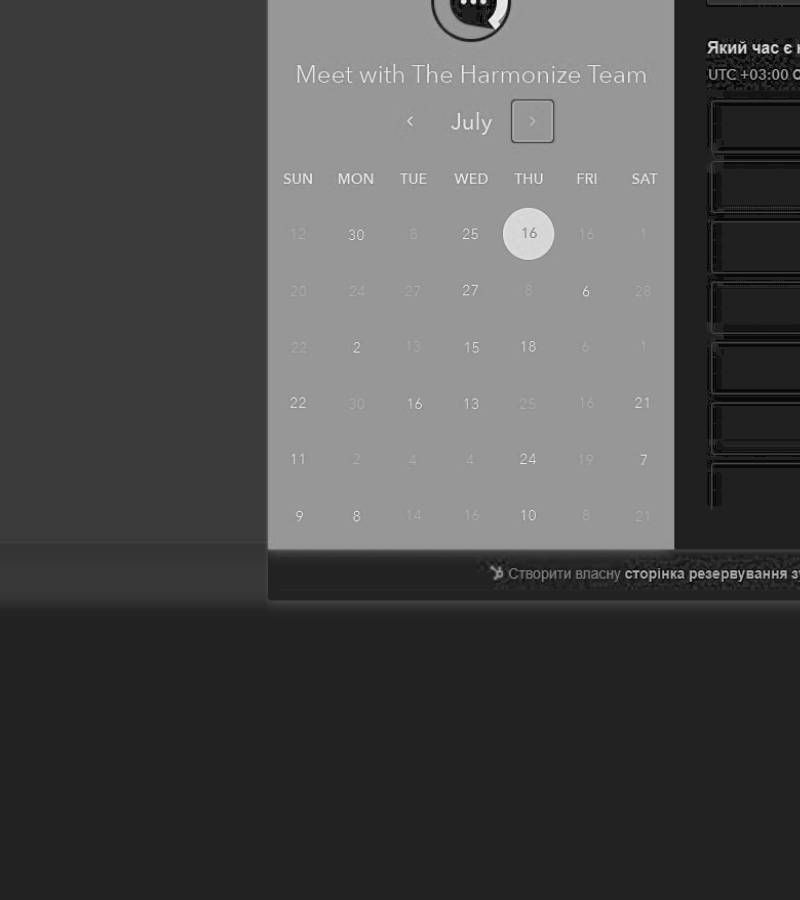 Meet with The Harmonize Team
Який час є
UTC +03:00
July
SUN MON TUE WED THU FRI SAT
12 30 8 25 16 16 1
20 24 27 27 8 6 28
22 2 13 15 18 6 1
22 30 16 13 25 16 21
11 2 4 4 24 19 7
9 8 14 16 10 8 21
Створити власну сторінка резервування